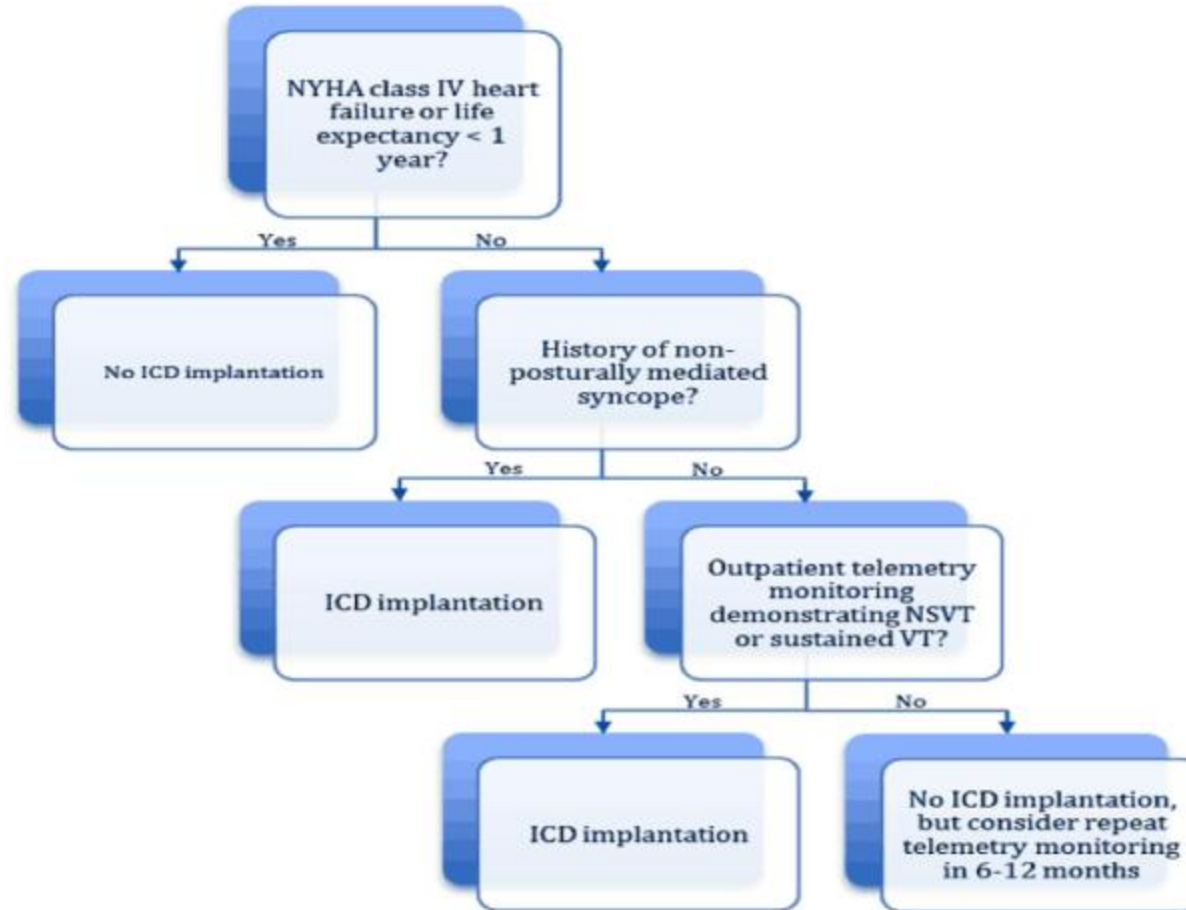 NYHA class IV heart
failure or life
expectancy < 1
year?
Yes
No
No ICD implantation
History of non-
posturally mediated
syncope?
Yes
No
ICD implantation
Outpatient telemetry
monitoring
demonstrating NSVT
or sustained VT?
Yes
No
ICD implantation
No ICD implantation,
but consider repeat
telemetry monitoring
in 6-12 months